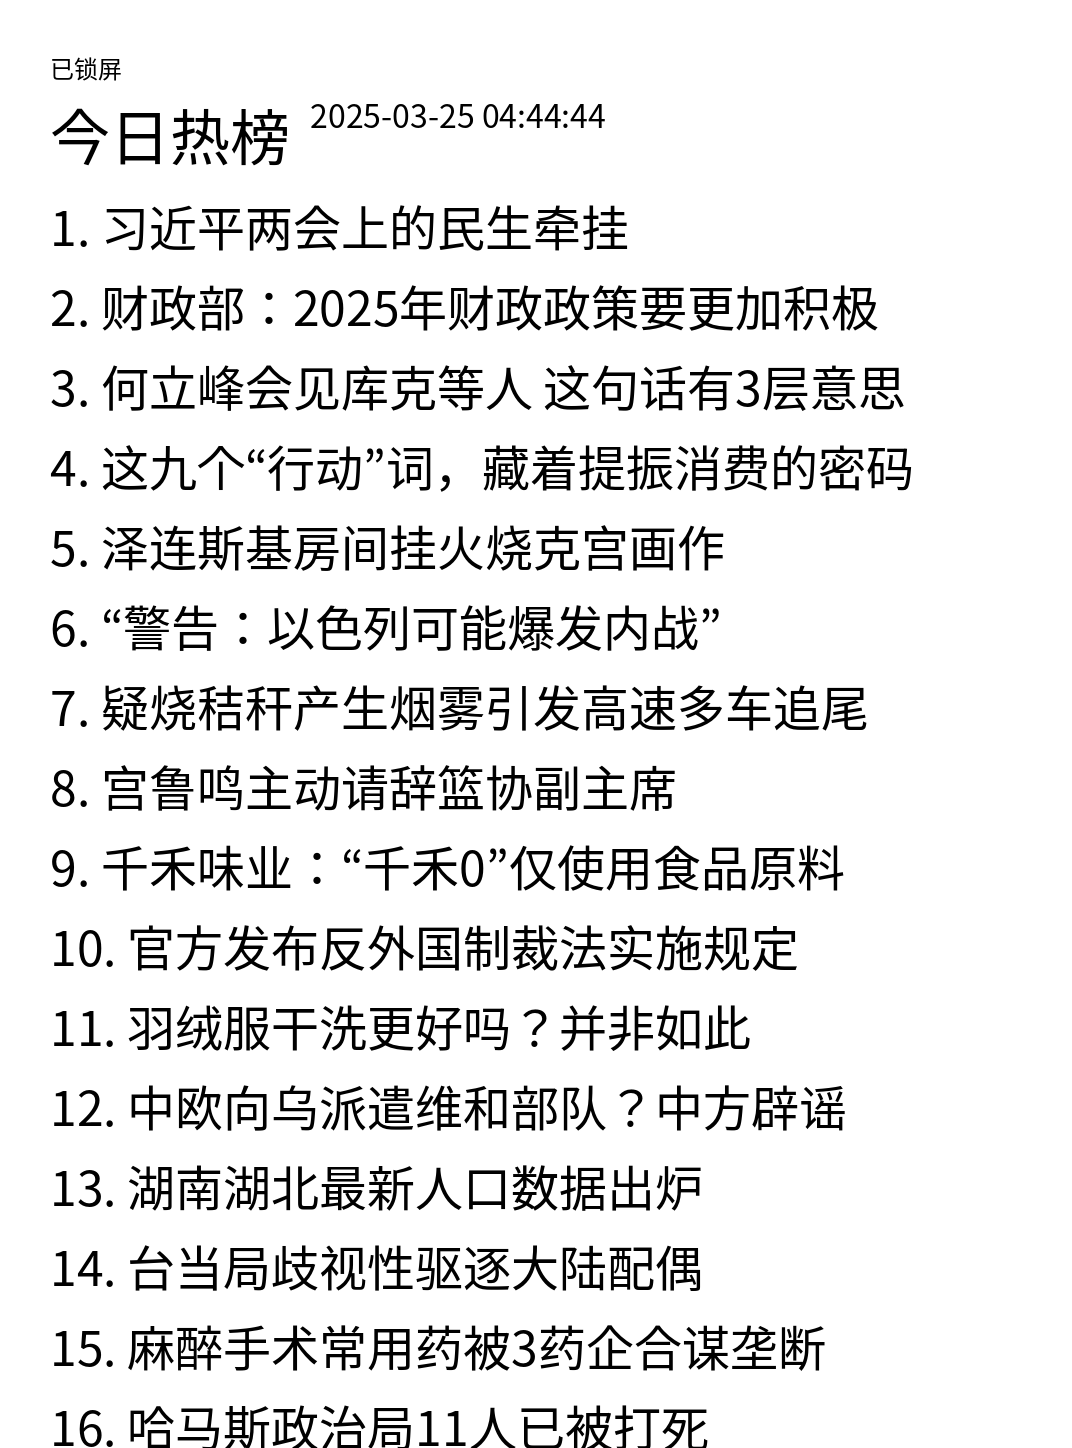 已锁屏
今日热榜 2025-03-25 04:44:44
1. 习近平两会上的民生牵挂
2. 财政部：2025年财政政策要更加积极
3. 何立峰会见库克等人 这句话有3层意思
4. 这九个“行动”词，藏着提振消费的密码
5. 泽连斯基房间挂火烧克宫画作
6. “警告：以色列可能爆发内战”
7. 疑烧秸秆产生烟雾引发高速多车追尾
8. 宫鲁鸣主动请辞篮协副主席
9. 千禾味业：“千禾0”仅使用食品原料
10. 官方发布反外国制裁法实施规定
11. 羽绒服干洗更好吗？并非如此
12. 中欧向乌派遣维和部队？中方辟谣
13. 湖南湖北最新人口数据出炉
14. 台当局歧视性驱逐大陆配偶
15. 麻醉手术常用药被3药企合谋垄断
16. 哈马斯政治局11人已被打死